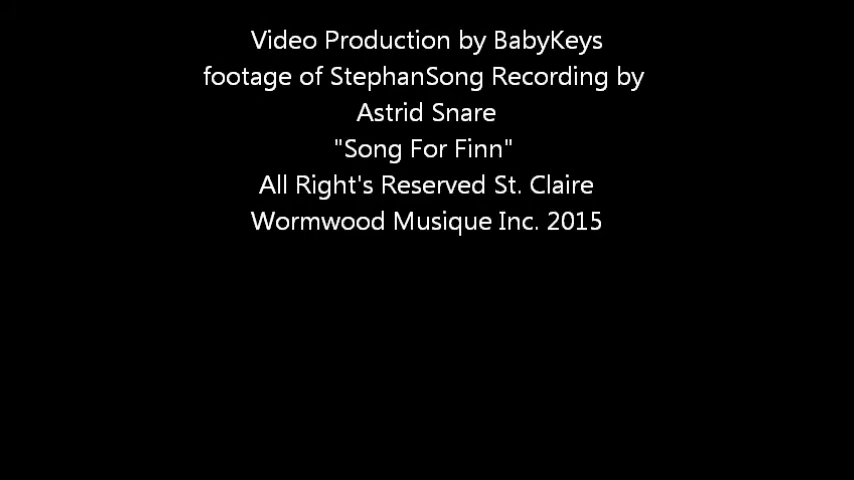 Video Production by BabyKeys
footage of StephanSong Recording by
Astrid Snare
"Song For Finn"
All Right's Reserved St. Claire
Wormwood Musique Inc. 2015